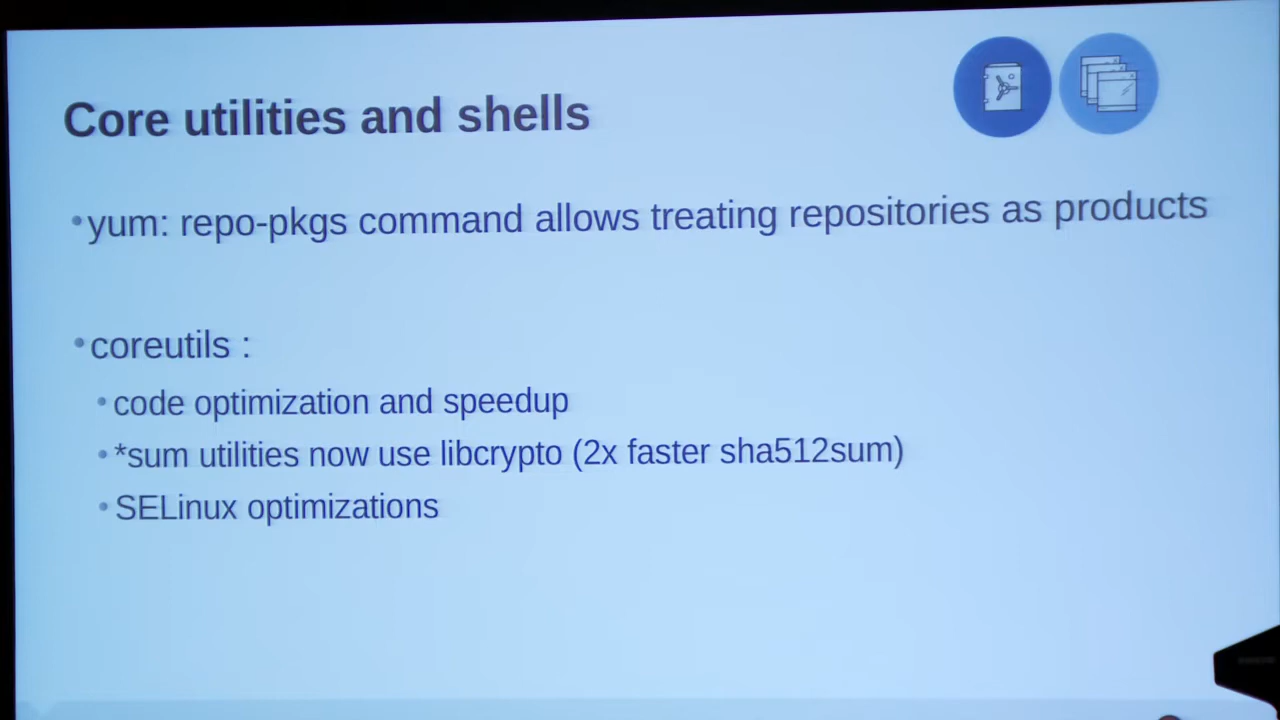 Core utilities and shells
•yum: repo-pkgs command allows treating repositories as products
•coreutils :
•code optimization and speedup
•*sum utilities now use libcrypto (2x faster sha512sum)
•SELinux optimizations